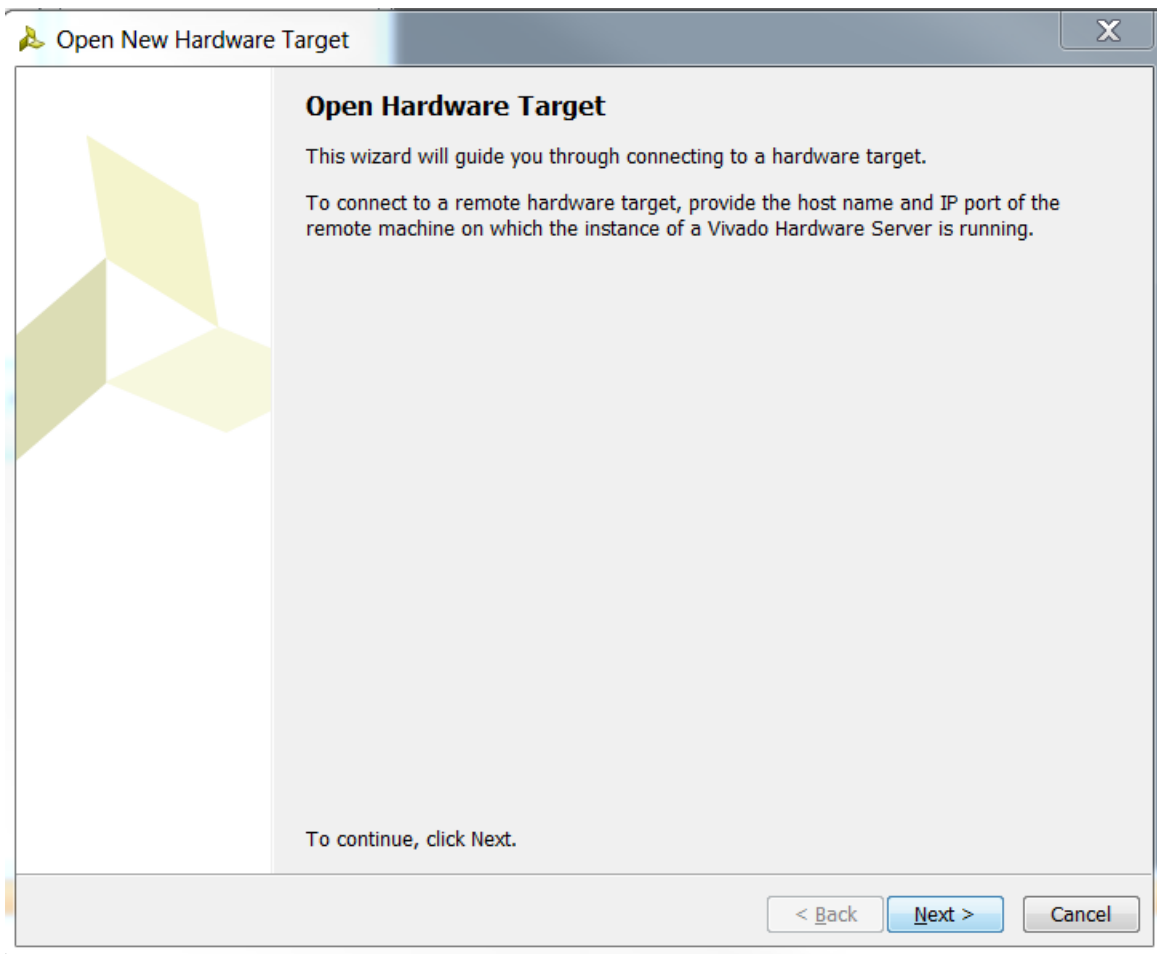 Open New Hardware Target
X
Open Hardware Target
This wizard will guide you through connecting to a hardware target.
To connect to a remote hardware target, provide the host name and IP port of the
remote machine on which the instance of a Vivado Hardware Server is running.
To continue, click Next.
< Back Next > Cancel